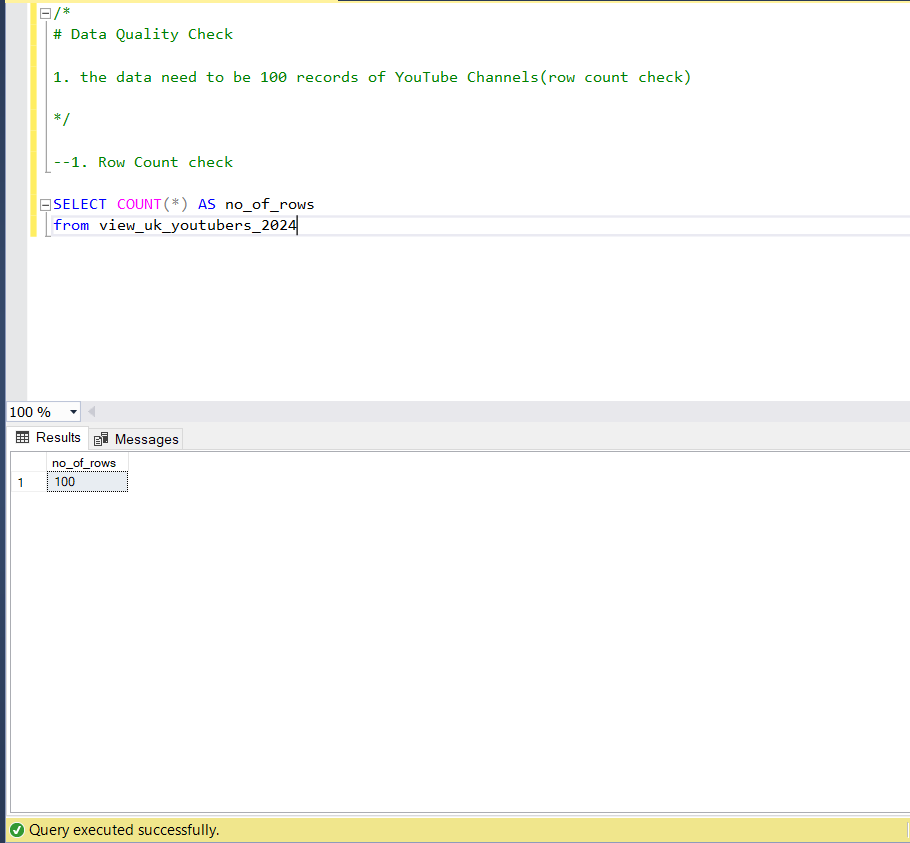 /*
# Data Quality Check
1. the data need to be 100 records of YouTube Channels(row count check)
*/
--1. Row Count check
SELECT COUNT(*) AS no_of_rows
from view_uk_youtubers_2024
100 %
Results Messages
no_of_rows
1 100
Query executed successfully.